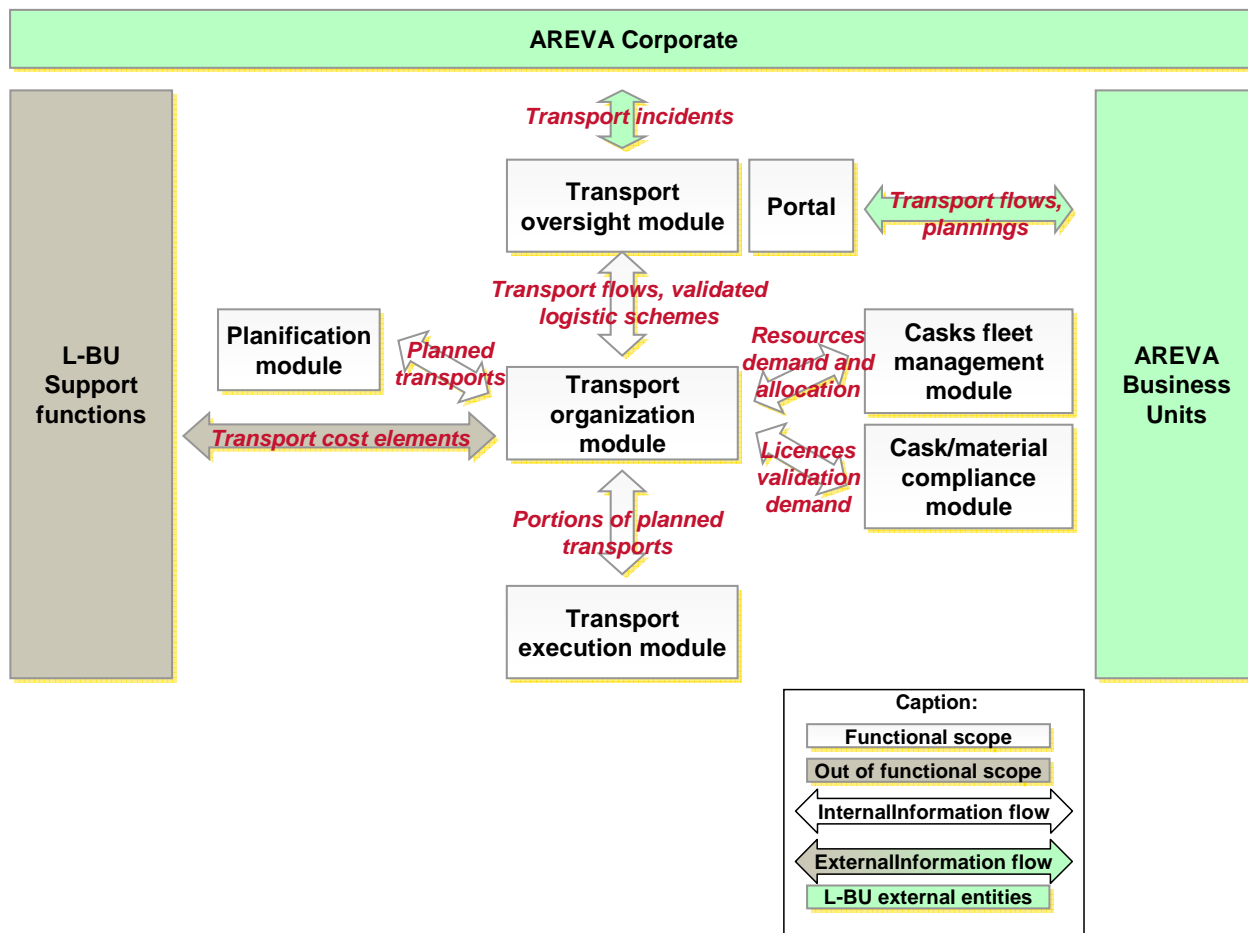 AREVA Corporate
Transport incidents
Transport
oversight module
Portal
Transport flows,
plannings
L-BU
Support
functions
AREVA
Business
Units
Transport flows, validated
logistic schemes
Planification
module
Planned
transports
Resources
demand and
allocation
Casks fleet
management
module
Transport
organization
module
Transport cost elements
Licences
validation
demand
Cask/material
compliance
module
Portions of planned
transports
Transport
execution module
Caption:
Functional scope
Out of functional scope
InternalInformation flow
ExternalInformation flow
L-BU external entities